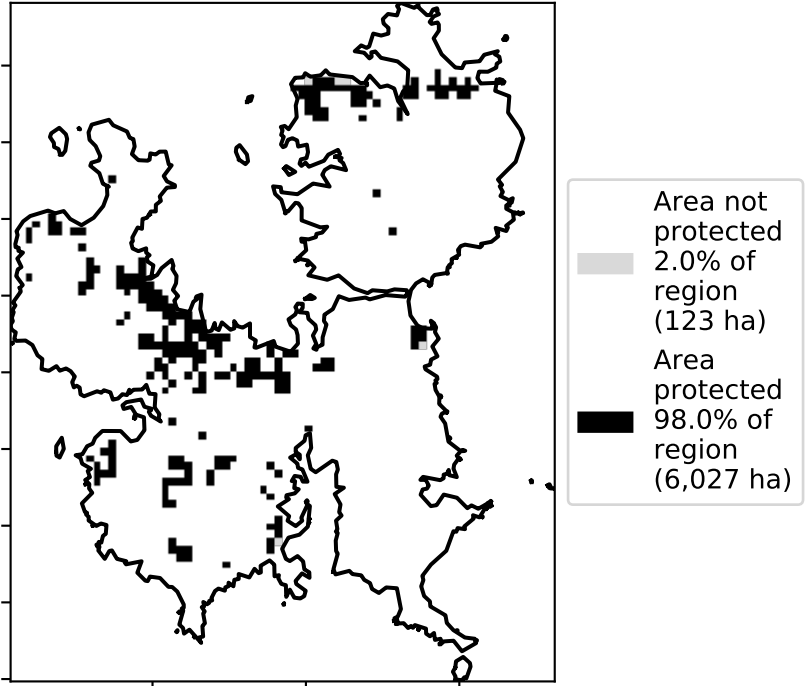 Area not
protected
2.0% of
region
(123 ha)
Area
protected
98.0% of
region
(6,027 ha)